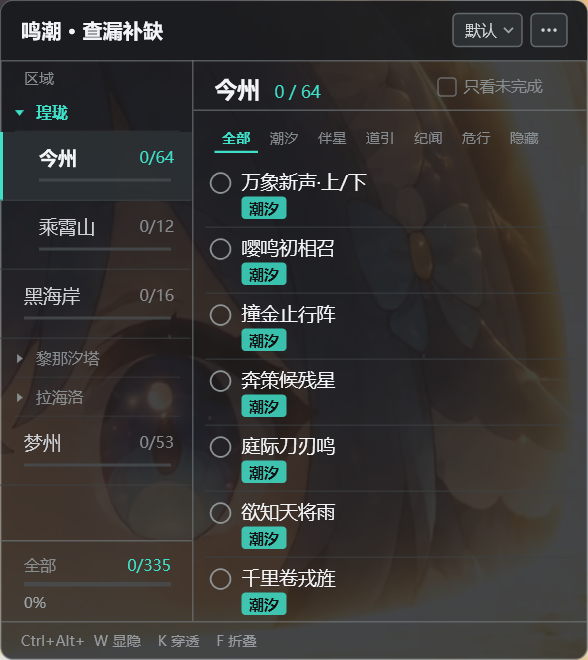 鸣潮 • 查漏补缺
默认
区域
瑝珑
今州 0/64
乘霄山 0/12
黑海岸 0/16
黎那汐塔
拉海洛
梦州 0/53
全部 0/335
0%
今州 0 / 64
只看未完成
全部 潮汐 伴星 道引 纪闻 危行 隐藏
万象新声·上/下
潮汐
嘤鸣初相召
潮汐
撞金止行阵
潮汐
奔策候残星
潮汐
庭际刀刃鸣
潮汐
欲知天将雨
潮汐
千里卷戎旌
潮汐
Ctrl+Alt+ W 显隐 K 穿透 F 折叠